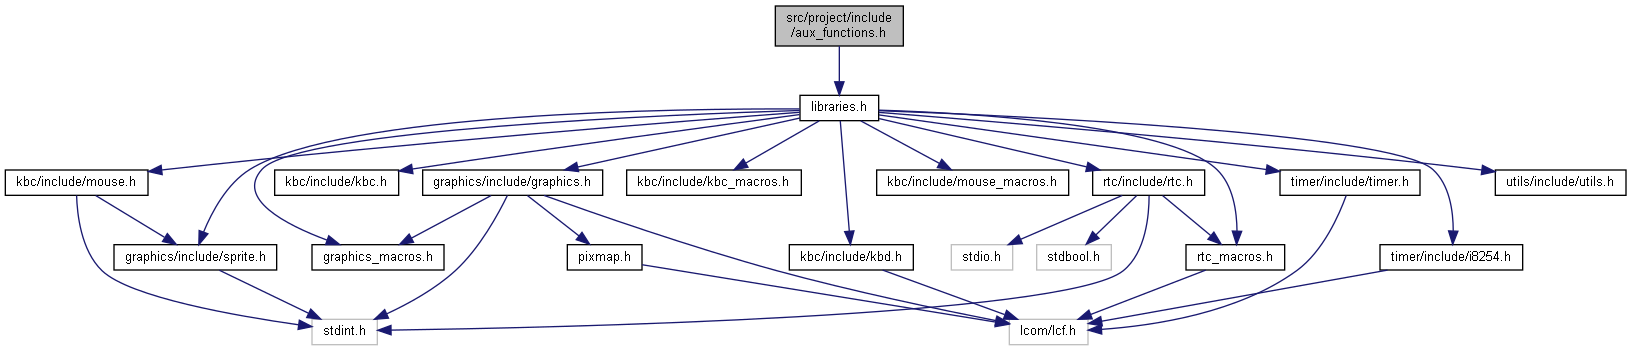 src/project/include
/aux_functions.h
libraries.h
kbc/include/mouse.h
kbc/include/kbc.h
graphics/include/graphics.h
kbc/include/kbc_macros.h
kbc/include/mouse_macros.h
rtc/include/rtc.h
timer/include/timer.h
utils/include/utils.h
graphics/include/sprite.h
graphics_macros.h
pixmap.h
kbc/include/kbd.h
stdio.h
stdbool.h
rtc_macros.h
timer/include/i8254.h
stdint.h
lcom/lcf.h